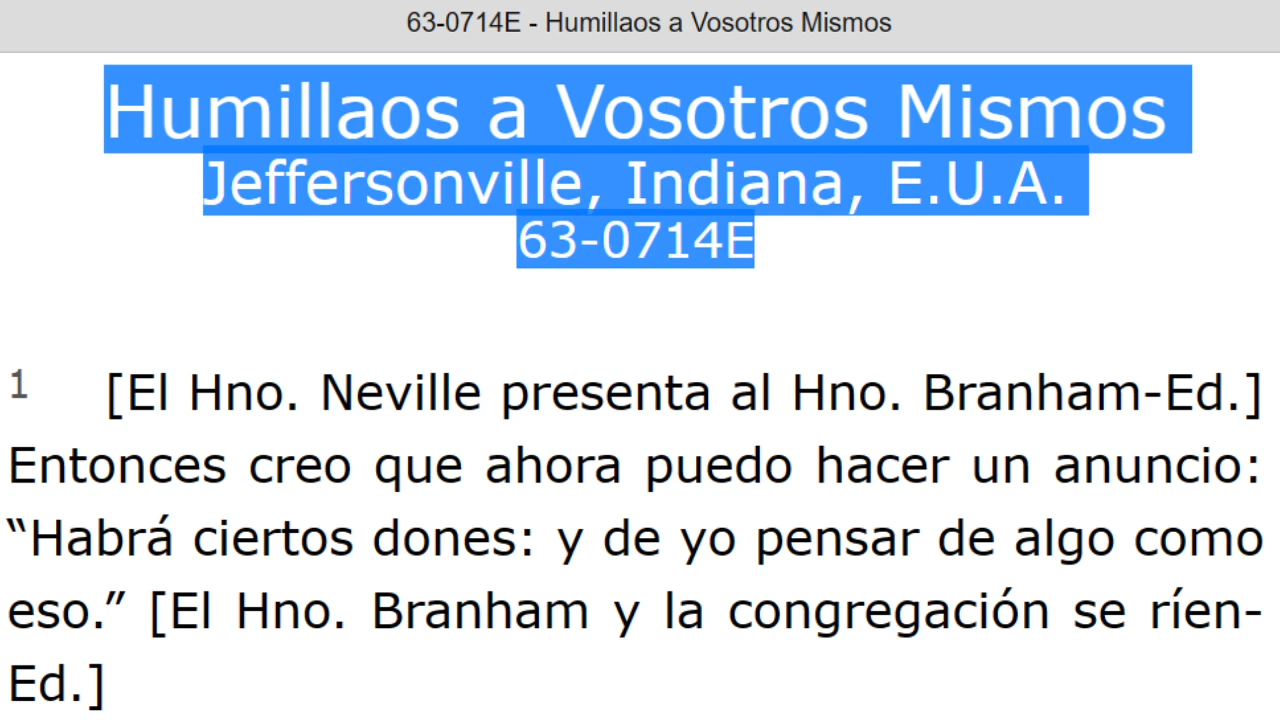 63-0714E - Humillaos a Vosotros Mismos
Humillaos a Vosotros Mismos
Jeffersonville, Indiana, E.U.A.
63-0714E
1 [El Hno. Neville presenta al Hno. Branham-Ed.]
Entonces creo que ahora puedo hacer un anuncio:
“Habrá ciertos dones: y de yo pensar de algo como
eso.” [El Hno. Branham y la congregación se ríen-
Ed.]